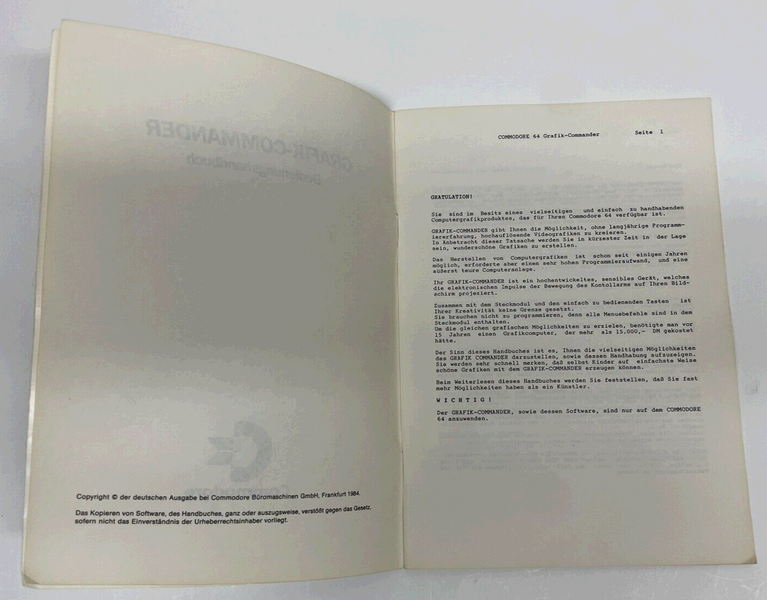 GRAFIK-COMMANDER
Bedienungshandbuch
Commodore
Copyright © der deutschen Ausgabe bei Commodore Büromaschinen GmbH, Frankfurt 1984.
Das Kopieren von Software, des Handbuches, ganz oder auszugsweise, verstößt gegen das Gesetz,
sofern nicht das Einverständnis der Urheberrechtsinhaber vorliegt.
COMMODORE 64 Grafik-Commander Seite 1
GRATULATION!
Sie sind im Besitz eines vielseitigen und einfach zu handhabenden
Computergrafikproduktes, das für Ihren Commodore 64 verfügbar ist.
GRAFIK-COMMANDER gibt Ihnen die Möglichkeit, ohne langjährige Programm-
iererfahrung, hochauflösende Videografiken zu kreieren.
In Anbetracht dieser Tatsache werden Sie in kürzester Zeit in der Lage
sein, wunderschöne Grafiken zu erstellen.
Das Herstellen von Computergrafiken ist schon seit einigen Jahren
möglich, erforderte aber einen sehr hohen Programmieraufwand, und eine
äußerst teure Computeranlage.
Ihr GRAFIK-COMMANDER ist ein hochentwickeltes, sensibles Gerät, welches
die elektronischen Impulse der Bewegung des Kontollarms auf Ihren Bild-
schirm projeziert.
Zusammen mit dem Steckmodul und den einfach zu bedienenden Tasten ist
Ihrer Kreativität keine Grenze gesetzt.
Sie brauchen nicht zu programmieren, denn alle Menuebefehle sind in dem
Steckmodul enthalten.
Um die gleichen grafischen Möglichkeiten zu erzielen, benötigte man vor
15 Jahren einen Grafikcomputer, der mehr als 15.000,- DM gekostet
hätte.
Der Sinn dieses Handbuches ist es, Ihnen die vielseitigen Möglichkeiten
des GRAFIK COMMANDER darzustellen, sowie dessen Handhabung aufzuzeigen.
Sie werden sehr schnell merken, daß selbst Kinder auf einfachste Weise
schöne Grafiken mit dem GRAFIK-COMMANDER erzeugen können.
Beim Weiterlesen dieses Handbuches werden Sie feststellen, daß Sie fast
mehr Möglichkeiten haben als ein Künstler.
W I C H T I G !
Der GRAFIK-COMMANDER, sowie dessen Software, sind nur auf dem COMMODORE
64 anzuwenden.